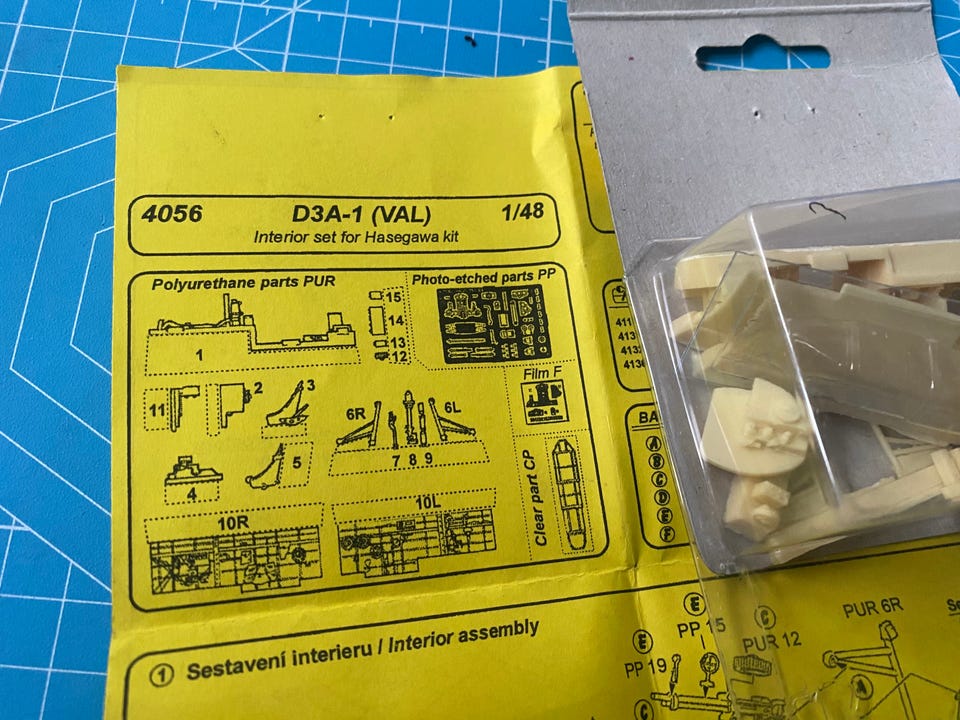 4056 D3A-1 (VAL) 1/48
Interior set for Hasegawa kit
Polyurethane parts PUR
Photo-etched parts PP
15
14
13
12
1
11
2
3
6R
6L
7 8 9
4
5
10R
10L
Film F
Clear part CP
BA
A
B
C
D
E
F
1 Sestavení interieru / Interior assembly
E
PP 15
C
PUR 12
PUR 6R
E
PP 19
A
C